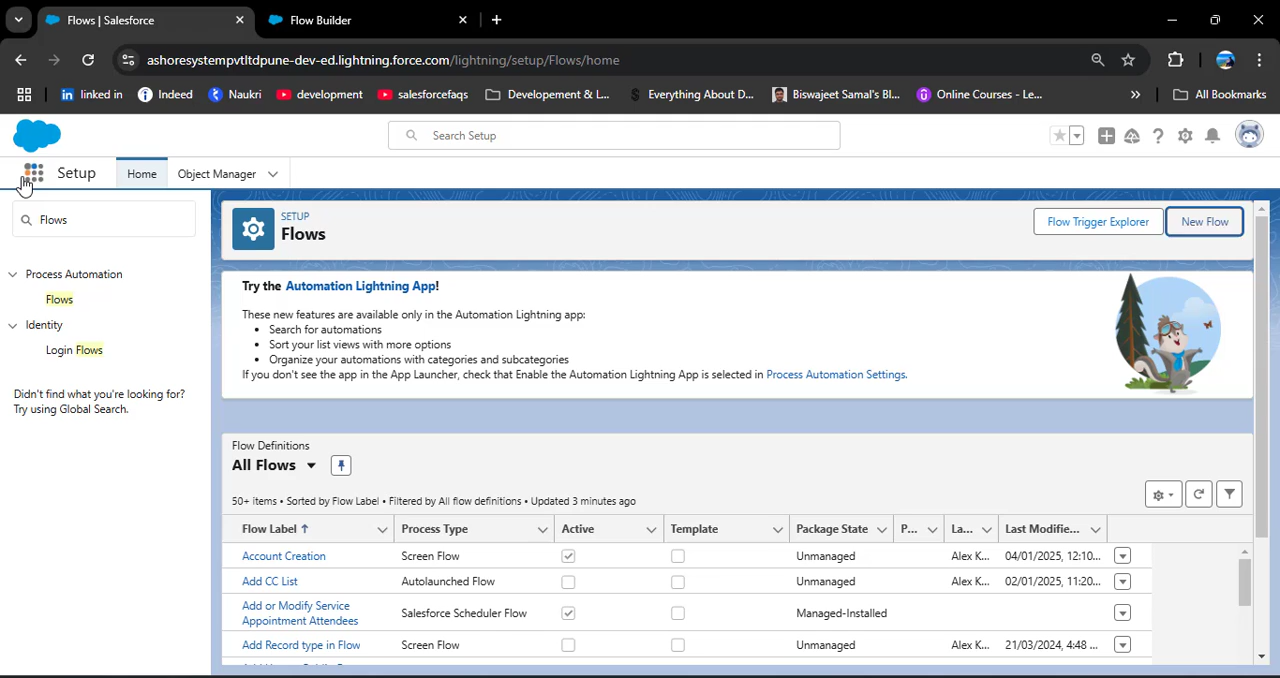 Flows | Salesforce
Flow Builder
ashoresystempvtltdpune-dev-ed.lightning.force.com/lightning/setup/Flows/home
linked in
Indeed
Naukri
development
salesforcefaqs
Developement & L...
Everything About D...
Biswajeet Samal's Bl...
Online Courses - Le...
All Bookmarks
Search Setup
Setup
Home
Object Manager
Flows
Process Automation
Flows
Identity
Login Flows
Didn't find what you're looking for?
Try using Global Search.
SETUP
Flows
Flow Trigger Explorer
New Flow
Try the Automation Lightning App!
These new features are available only in the Automation Lightning app:
• Search for automations
• Sort your list views with more options
• Organize your automations with categories and subcategories
If you don't see the app in the App Launcher, check that Enable the Automation Lightning App is selected in Process Automation Settings.
Flow Definitions
All Flows
50+ items • Sorted by Flow Label • Filtered by All flow definitions • Updated 3 minutes ago
Flow Label Process Type Active Template Package State P... La... Last Modifie...
Account Creation Screen Flow Unmanaged Alex K... 04/01/2025, 12:10...
Add CC List Autolaunched Flow Unmanaged Alex K... 02/01/2025, 11:20...
Add or Modify Service
Appointment Attendees Salesforce Scheduler Flow Managed-Installed
Add Record type in Flow Screen Flow Unmanaged Alex K... 21/03/2024, 4:48 ...